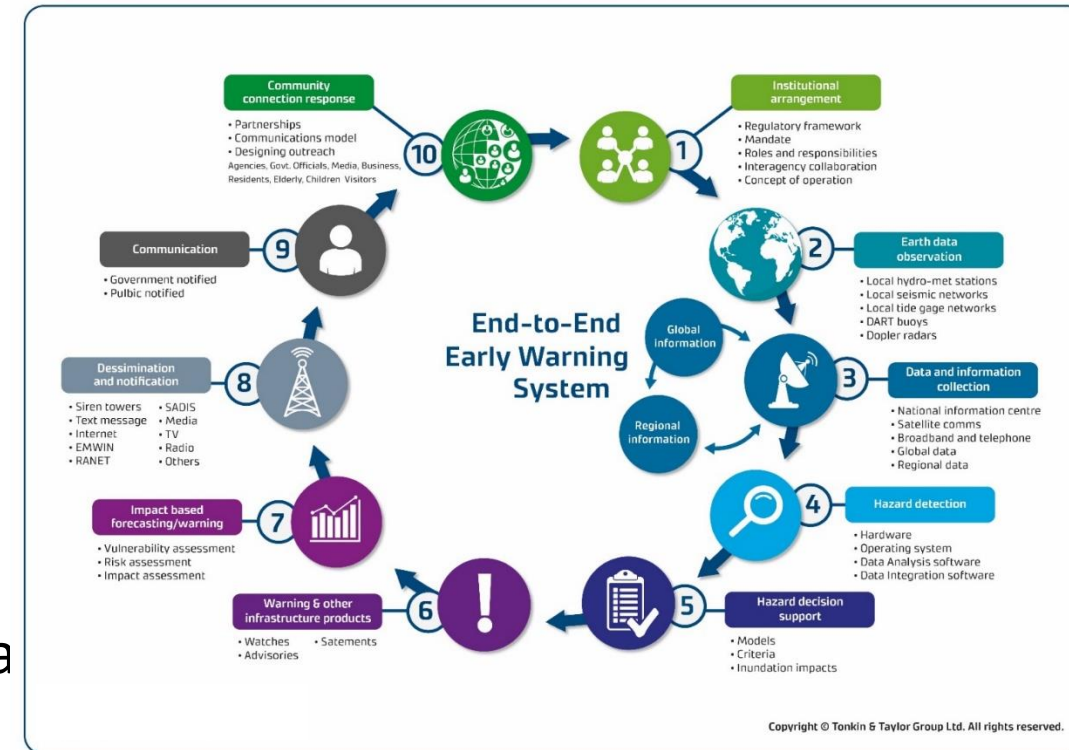 Community
connection response
• Partnerships
• Communications model
• Designing outreach
Agencies, Govt. Officials, Media, Business,
Residents, Elderly, Children Visitors
10
Institutional
arrangement
• Regulatory framework
• Mandate
• Roles and responsibilities
• Interagency collaboration
• Concept of operation
1
Earth data
observation
• Local hydro-met stations
• Local seismic networks
• Local tide gage networks
• DART buoys
• Dopler radars
2
Data and information
collection
• National information centre
• Satellite comms
• Broadband and telephone
• Global data
• Regional data
3
Hazard detection
• Hardware
• Operating system
• Data Analysis software
• Data Integration software
4
Hazard decision
support
• Models
• Criteria
• Inundation impacts
5
Warning & other
infrastructure products
• Watches • Satements
• Advisories
6
Impact based
forecasting/warning
• Vulnerability assessment
• Risk assessment
• Impact assessment
7
Dessimination
and notification
• Siren towers • SADIS
• Text message • Media
• Internet • TV
• EMWIN • Radio
• RANET • Others
8
Communication
• Government notified
• Pulbic notified
9
End-to-End
Early Warning
System
Global
information
Regional
information
a
Copyright © Tonkin & Taylor Group Ltd. All rights reserved.